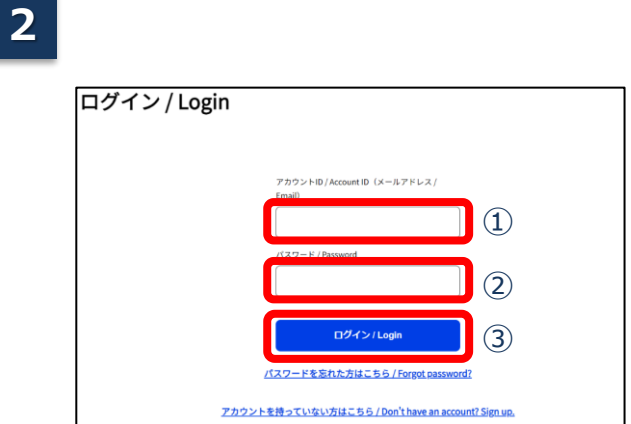 2
ログイン / Login
アカウントID / Account ID（メールアドレス /
Email）
①
パスワード / Password
②
ログイン / Login
③
パスワードを忘れた方はこちら / Forgot password?
アカウントを持っていない方はこちら / Don't have an account? Sign up.